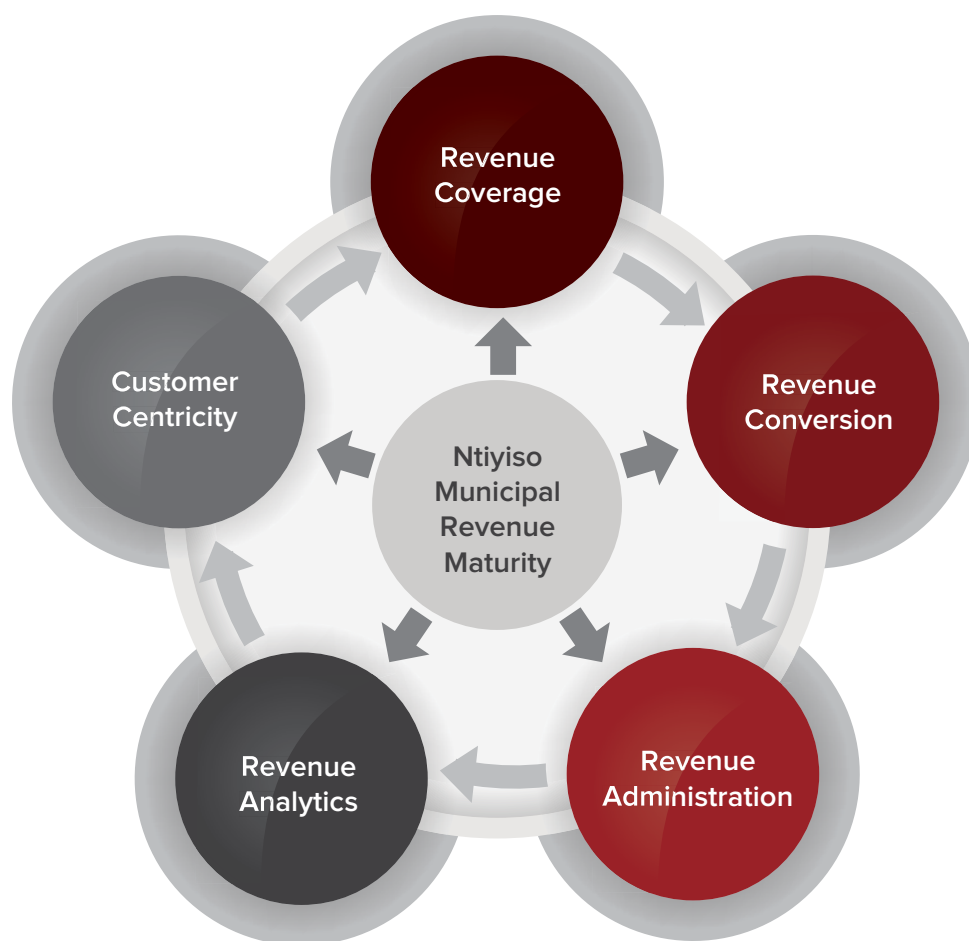 Revenue
Coverage
Revenue
Conversion
Revenue
Administration
Revenue
Analytics
Customer
Centricity
Ntiyiso
Municipal
Revenue
Maturity